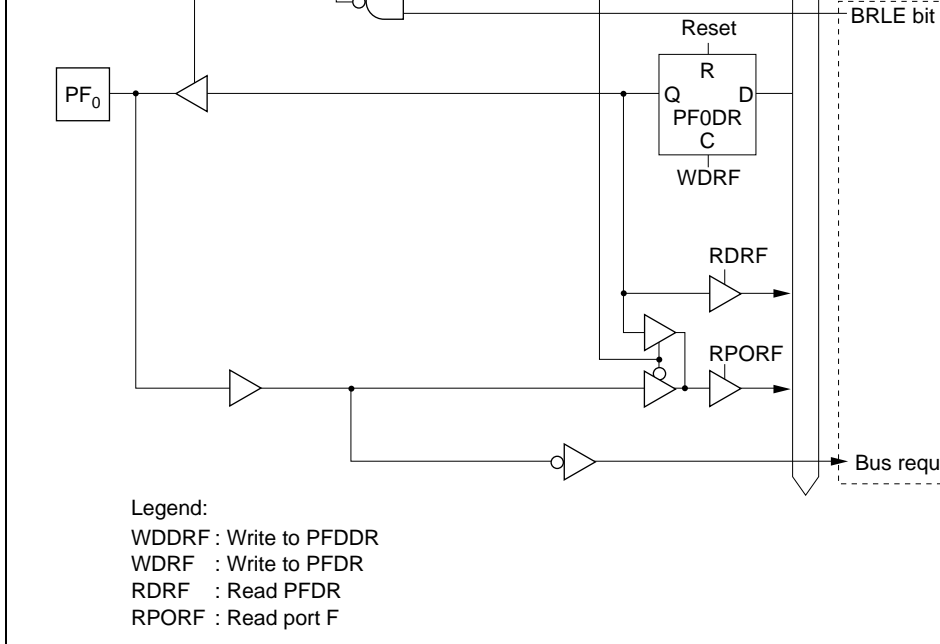 BRLE bit
Reset
R
PF0
Q D
PF0DR
C
WDRF
RDRF
RPORF
Bus requ
Legend:
WDDRF : Write to PFDDR
WDRF : Write to PFDR
RDRF : Read PFDR
RPORF : Read port F